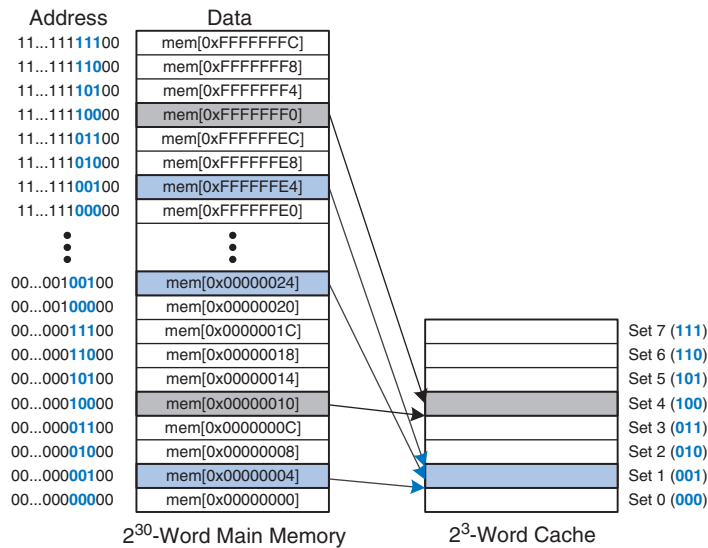 Address Data
11...11111100 mem[0xFFFFFFFC]
11...11111000 mem[0xFFFFFFF8]
11...11110100 mem[0xFFFFFFF4]
11...11110000 mem[0xFFFFFFF0]
11...11101100 mem[0xFFFFFFEC]
11...11101000 mem[0xFFFFFFE8]
11...11100100 mem[0xFFFFFFE4]
11...11100000 mem[0xFFFFFFE0]
00...00100100 mem[0x00000024]
00...00100000 mem[0x00000020]
00...00011100 mem[0x0000001C] Set 7 (111)
00...00011000 mem[0x00000018] Set 6 (110)
00...00010100 mem[0x00000014] Set 5 (101)
00...00010000 mem[0x00000010] Set 4 (100)
00...00001100 mem[0x0000000C] Set 3 (011)
00...00001000 mem[0x00000008] Set 2 (010)
00...00000100 mem[0x00000004] Set 1 (001)
00...00000000 mem[0x00000000] Set 0 (000)
2³⁰-Word Main Memory 2³-Word Cache